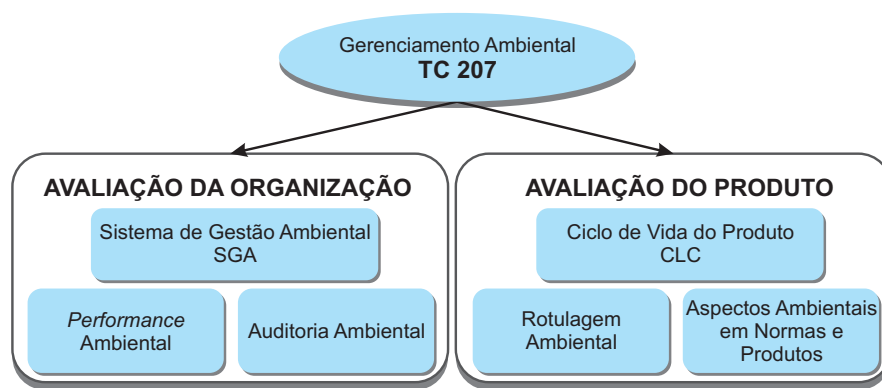 Gerenciamento Ambiental
TC 207
AVALIAÇÃO DA ORGANIZAÇÃO
Sistema de Gestão Ambiental
SGA
Performance
Ambiental
Auditoria Ambiental
AVALIAÇÃO DO PRODUTO
Ciclo de Vida do Produto
CLC
Rotulagem
Ambiental
Aspectos Ambientais
em Normas e
Produtos